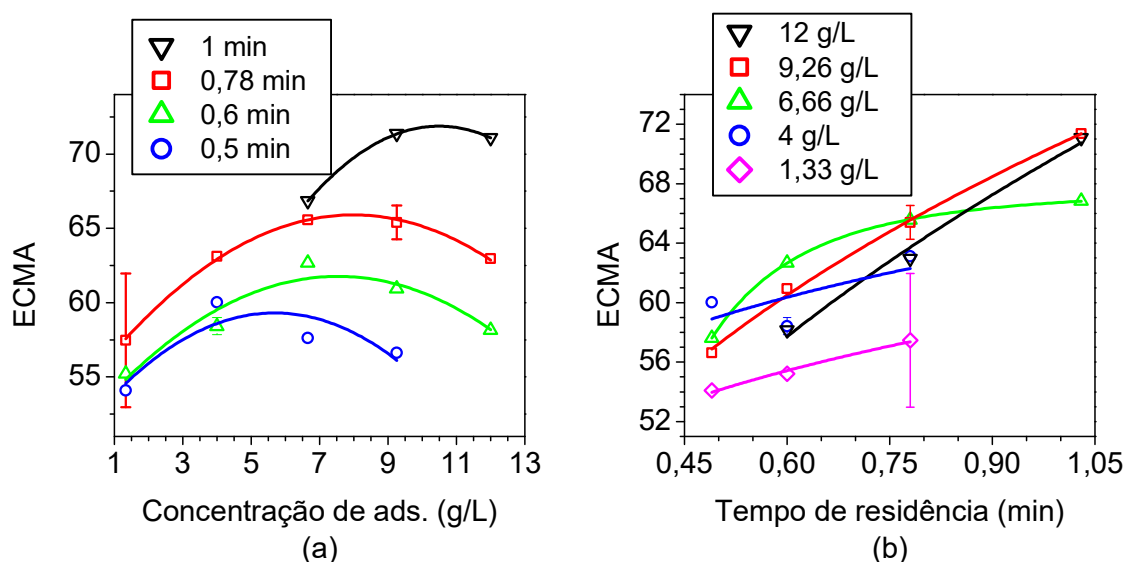 1 min
0,78 min
0,6 min
0,5 min
ECMA
70
65
60
55
1 3 5 7 9 11 13
Concentração de ads. (g/L)
(a)
12 g/L
9,26 g/L
6,66 g/L
4 g/L
1,33 g/L
ECMA
72
68
64
60
56
52
0,45 0,60 0,75 0,90 1,05
Tempo de residência (min)
(b)